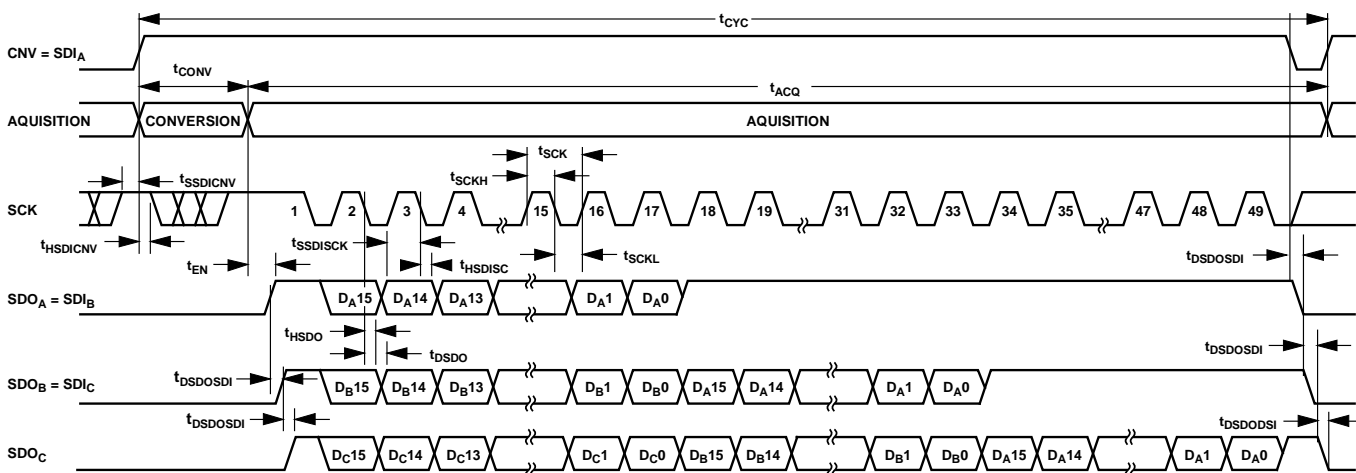 tCYC
CNV = SDIA
tCONV
tACQ
AQUISITION CONVERSION AQUISITION
tSCK
tSSDICNV
tSCKH
SCK 1 2 3 4 15 16 17 18 19 31 32 33 34 35 47 48 49
tHSDICNV
tSSDISCK
tEN
tHSDISC
tSCKL
tDSDOSDI
SDOA = SDIB DA15 DA14 DA13 DA1 DA0
tHSDO
tDSDO
tDSDOSDI
tDSDOSDI
SDOB = SDIC DB15 DB14 DB13 DB1 DB0 DA15 DA14 DA1 DA0
tDSDOSDI
tDSDODSI
SDOC DC15 DC14 DC13 DC1 DC0 DB15 DB14 DB1 DB0 DA15 DA14 DA1 DA0